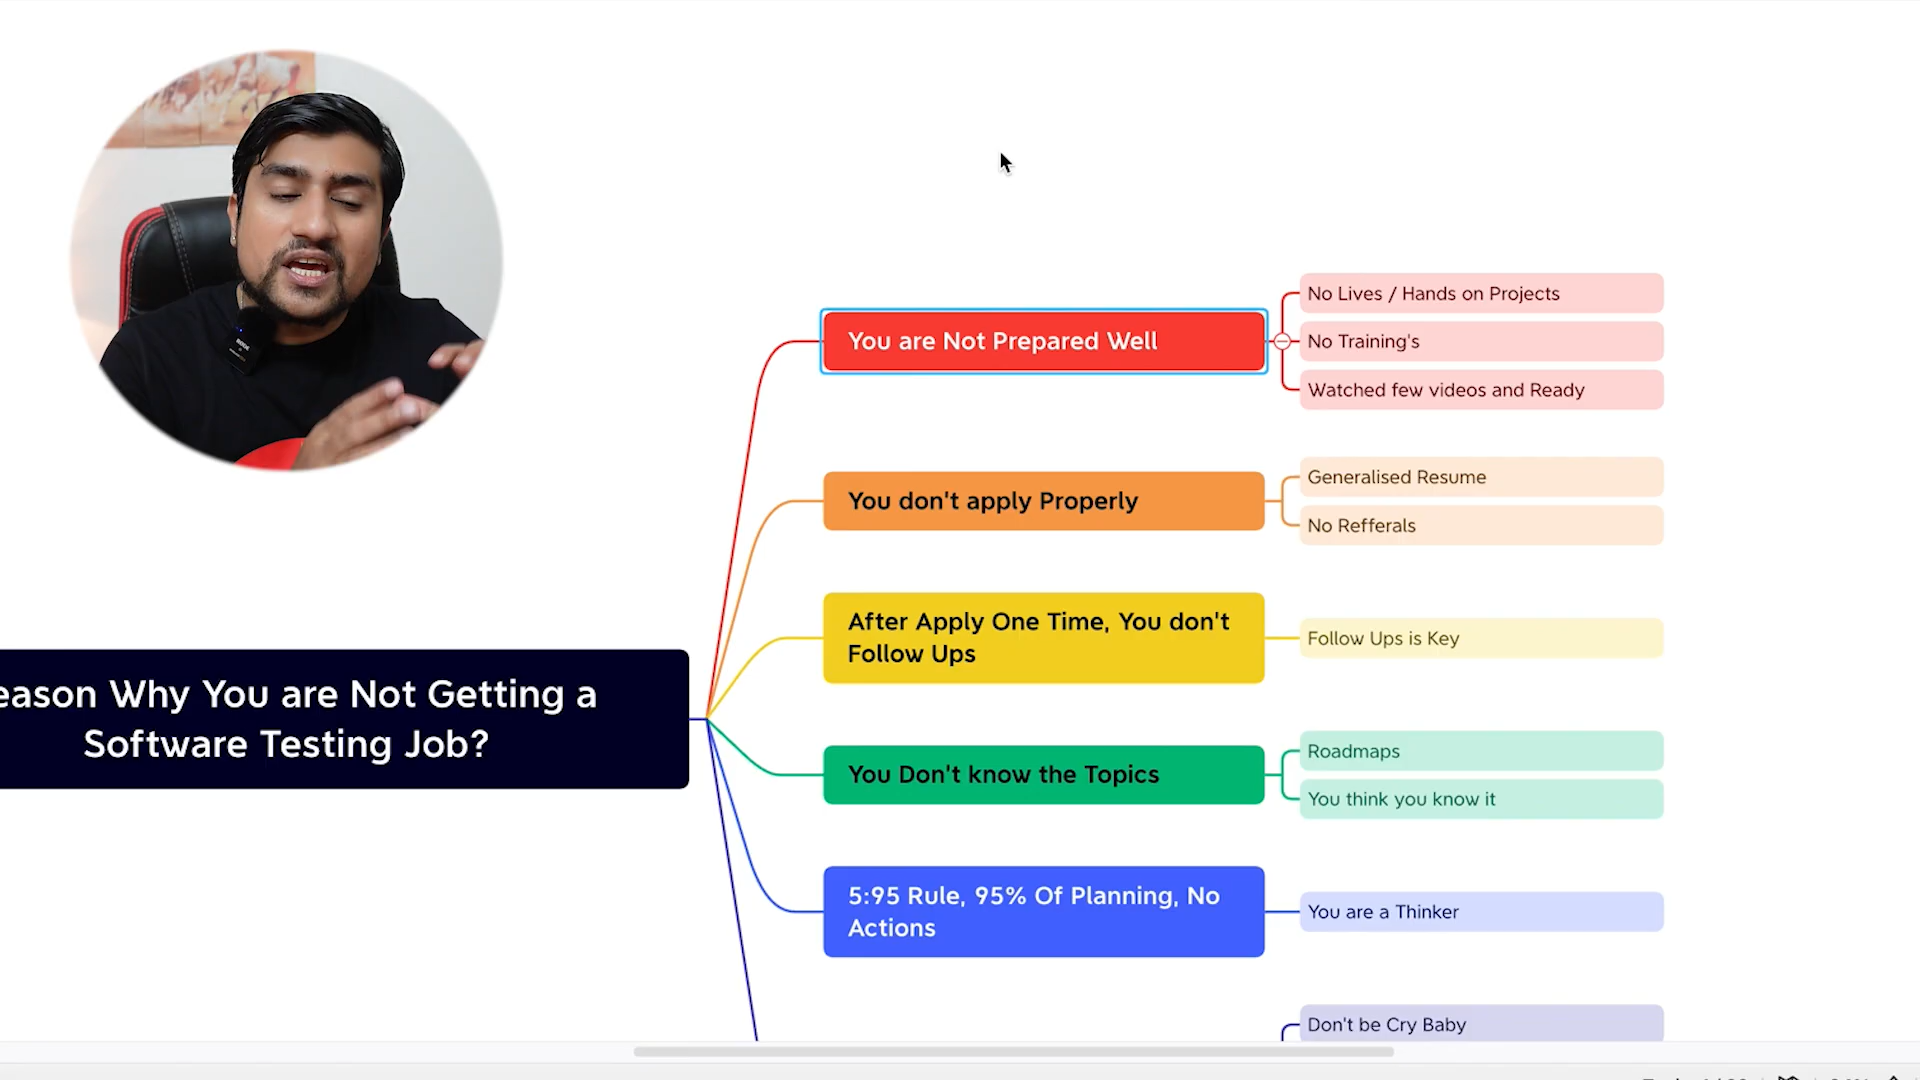 eason Why You are Not Getting a
Software Testing Job?
You are Not Prepared Well
No Lives / Hands on Projects
No Training's
Watched few videos and Ready
You don't apply Properly
Generalised Resume
No Refferals
After Apply One Time, You don't
Follow Ups
Follow Ups is Key
You Don't know the Topics
Roadmaps
You think you know it
5:95 Rule, 95% Of Planning, No
Actions
You are a Thinker
Don't be Cry Baby